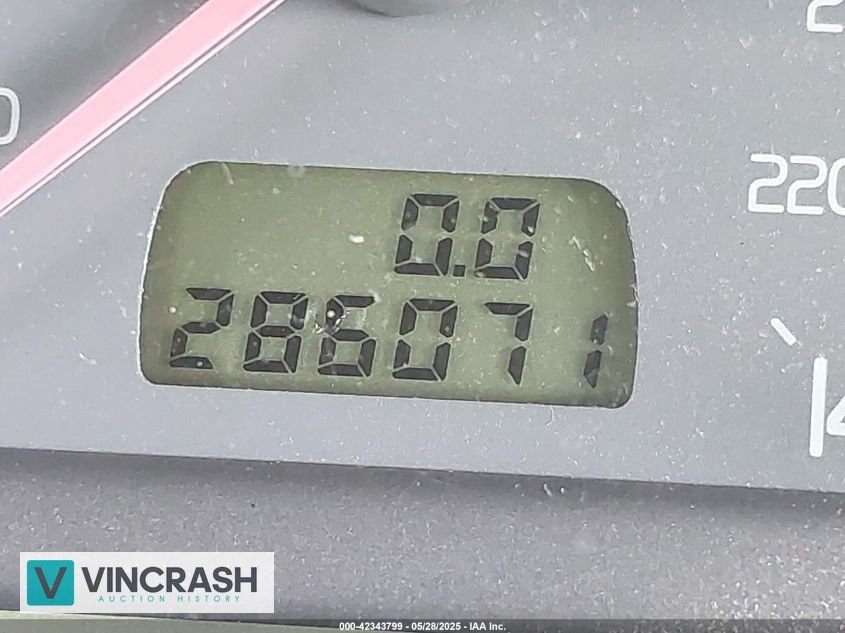 220
0.0
286071
VINCRASH
AUCTION HISTORY
000-42343799 - 05/28/2025 - IAA Inc.